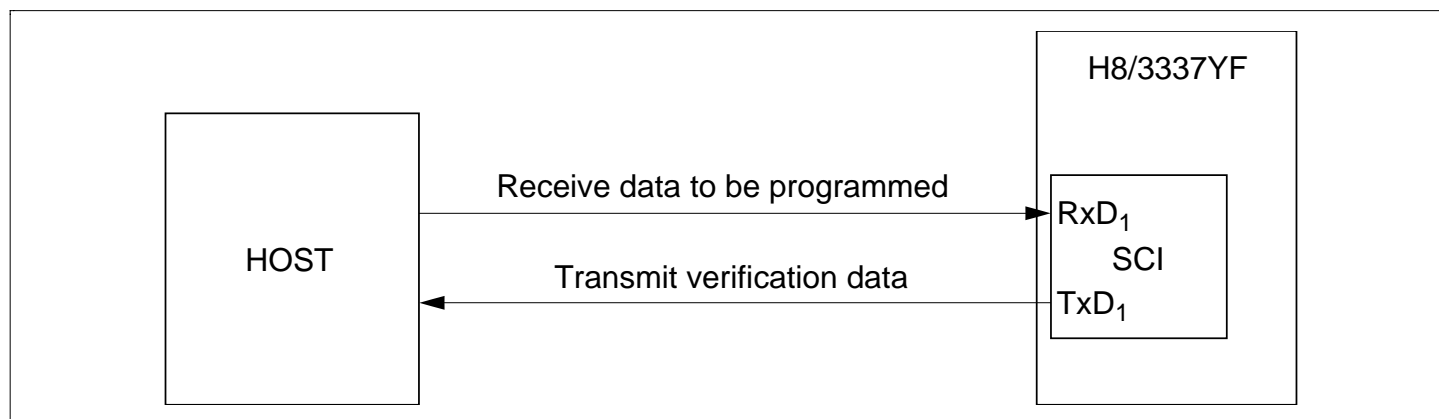 H8/3337YF
Receive data to be programmed
RxD₁
HOST
SCI
Transmit verification data
TxD₁